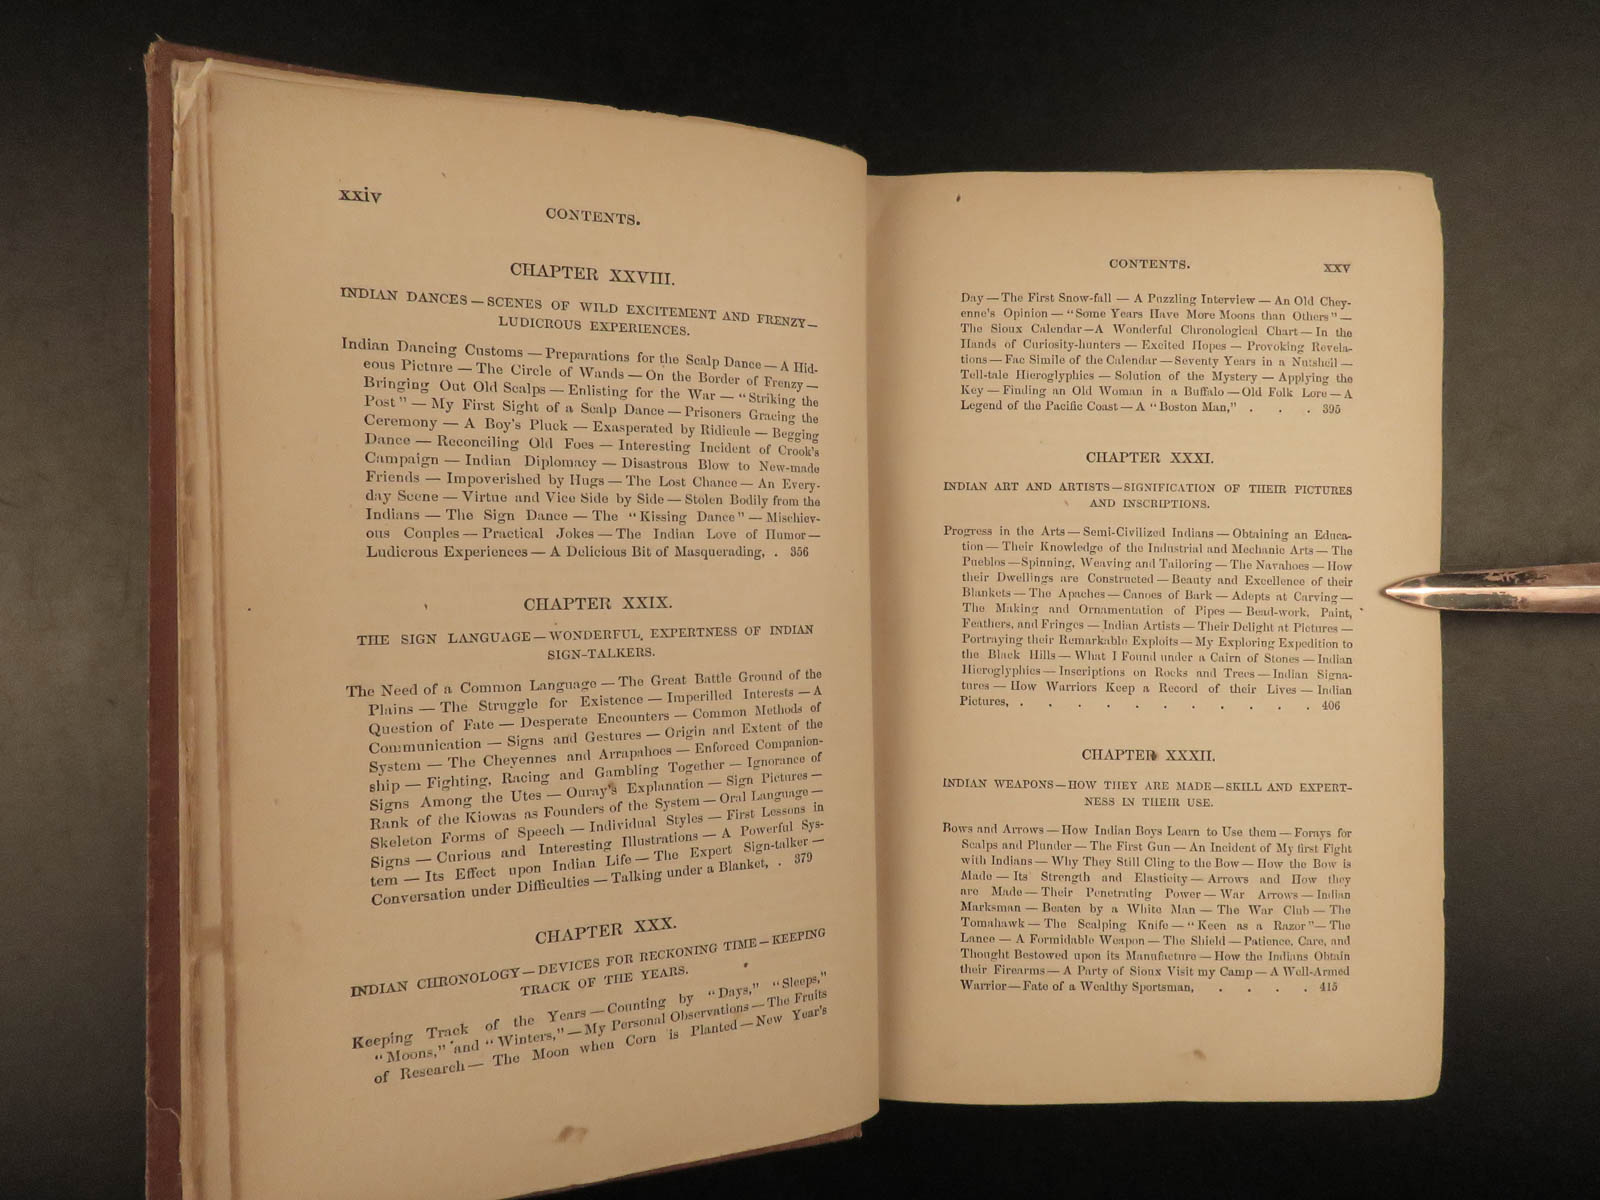 xxiv
CONTENTS.
CHAPTER XXVIII.
INDIAN DANCES — SCENES OF WILD EXCITEMENT AND FRENZY —
LUDICROUS EXPERIENCES.
Indian Dancing Customs — Preparations for the Scalp Dance — A Hid-
eous Picture — The Circle of Wands — On the Border of Frenzy —
Bringing Out Old Scalps — Enlisting for the War — "Striking the
Post" — My First Sight of a Scalp Dance — Prisoners Gracing the
Ceremony — A Boy's Pluck — Exasperated by Ridicule — Begging
Dance — Reconciling Old Foes — Interesting Incident of Crook's
Campaign — Indian Diplomacy — Disastrous Blow to New-made
Friends — Impoverished by Hugs — The Lost Chance — An Every-
day Scene — Virtue and Vice Side by Side — Stolen Bodily from the
Indians — The Sign Dance — The "Kissing Dance" — Mischiev-
ous Couples — Practical Jokes — The Indian Love of Humor —
Ludicrous Experiences — A Delicious Bit of Masquerading, . 356
CHAPTER XXIX.
THE SIGN LANGUAGE — WONDERFUL EXPERTNESS OF INDIAN
SIGN-TALKERS.
The Need of a Common Language — The Great Battle Ground of the
Plains — The Struggle for Existence — Imperilled Interests — A
Question of Fate — Desperate Encounters — Common Methods of
Communication — Signs and Gestures — Origin and Extent of the
System — The Cheyennes and Arrapahoes — Enforced Companion-
ship — Fighting, Racing and Gambling Together — Ignorance of
Signs Among the Utes — Ouray's Explanation — Sign Pictures —
Rank of the Kiowas as Founders of the System — Oral Language —
Skeleton Forms of Speech — Individual Styles — First Lessons in
Signs — Curious and Interesting Illustrations — A Powerful Sys-
tem — Its Effect upon Indian Life — The Expert Sign-talker —
Conversation under Difficulties — Talking under a Blanket, . 379
CHAPTER XXX.
INDIAN CHRONOLOGY — DEVICES FOR RECKONING TIME — KEEPING
TRACK OF THE YEARS.
Keeping Track of the Years — Counting by "Days," "Sleeps,"
"Moons," and "Winters," — My Personal Observations — The Fruits
of Research — The Moon when Corn is Planted — New Year's
CONTENTS. xxv
Day — The First Snow-fall — A Puzzling Interview — An Old Chey-
enne's Opinion — "Some Years Have More Moons than Others" —
The Sioux Calendar — A Wonderful Chronological Chart — In the
Hands of Curiosity-hunters — Excited Hopes — Provoking Revela-
tions — Fac Simile of the Calendar — Seventy Years in a Nutshell —
Tell-tale Hieroglyphics — Solution of the Mystery — Applying the
Key — Finding an Old Woman in a Buffalo — Old Folk Lore — A
Legend of the Pacific Coast — A "Boston Man," . . . 395
CHAPTER XXXI.
INDIAN ART AND ARTISTS — SIGNIFICATION OF THEIR PICTURES
AND INSCRIPTIONS.
Progress in the Arts — Semi-Civilized Indians — Obtaining an Educa-
tion — Their Knowledge of the Industrial and Mechanic Arts — The
Pueblos — Spinning, Weaving and Tailoring — The Navahoes — How
their Dwellings are Constructed — Beauty and Excellence of their
Blankets — The Apaches — Canoes of Bark — Adepts at Carving —
The Making and Ornamentation of Pipes — Bead-work, Paint,
Feathers, and Fringes — Indian Artists — Their Delight at Pictures —
Portraying their Remarkable Exploits — My Exploring Expedition to
the Black Hills — What I Found under a Cairn of Stones — Indian
Hieroglyphics — Inscriptions on Rocks and Trees — Indian Signa-
tures — How Warriors Keep a Record of their Lives — Indian
Pictures, . . . . . . . . . . . 406
CHAPTER XXXII.
INDIAN WEAPONS — HOW THEY ARE MADE — SKILL AND EXPERT-
NESS IN THEIR USE.
Bows and Arrows — How Indian Boys Learn to Use them — Forays for
Scalps and Plunder — The First Gun — An Incident of My first Fight
with Indians — Why They Still Cling to the Bow — How the Bow is
Made — Its Strength and Elasticity — Arrows and How they
are Made — Their Penetrating Power — War Arrows — Indian
Marksman — Beaten by a White Man — The War Club — The
Tomahawk — The Scalping Knife — "Keen as a Razor" — The
Lance — A Formidable Weapon — The Shield — Patience, Care, and
Thought Bestowed upon its Manufacture — How the Indians Obtain
their Firearms — A Party of Sioux Visit my Camp — A Well-Armed
Warrior — Fate of a Wealthy Sportsman, . . . . 415